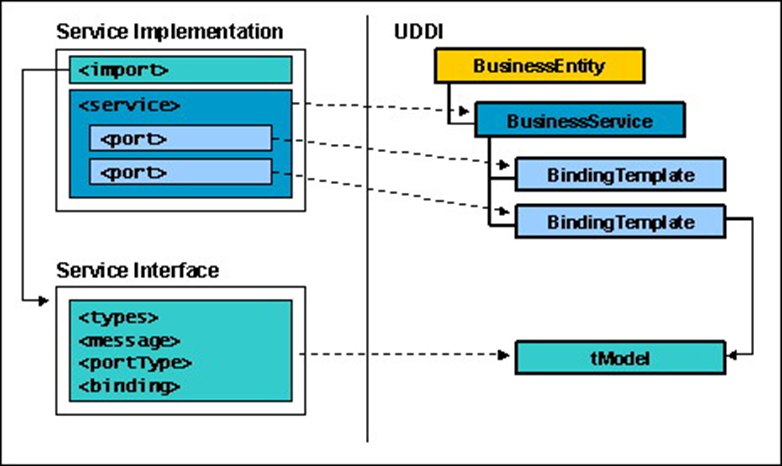 Service Implementation
<import>
<service>
<port>
<port>
Service Interface
<types>
<message>
<portType>
<binding>
UDDI
BusinessEntity
BusinessService
BindingTemplate
BindingTemplate
tModel